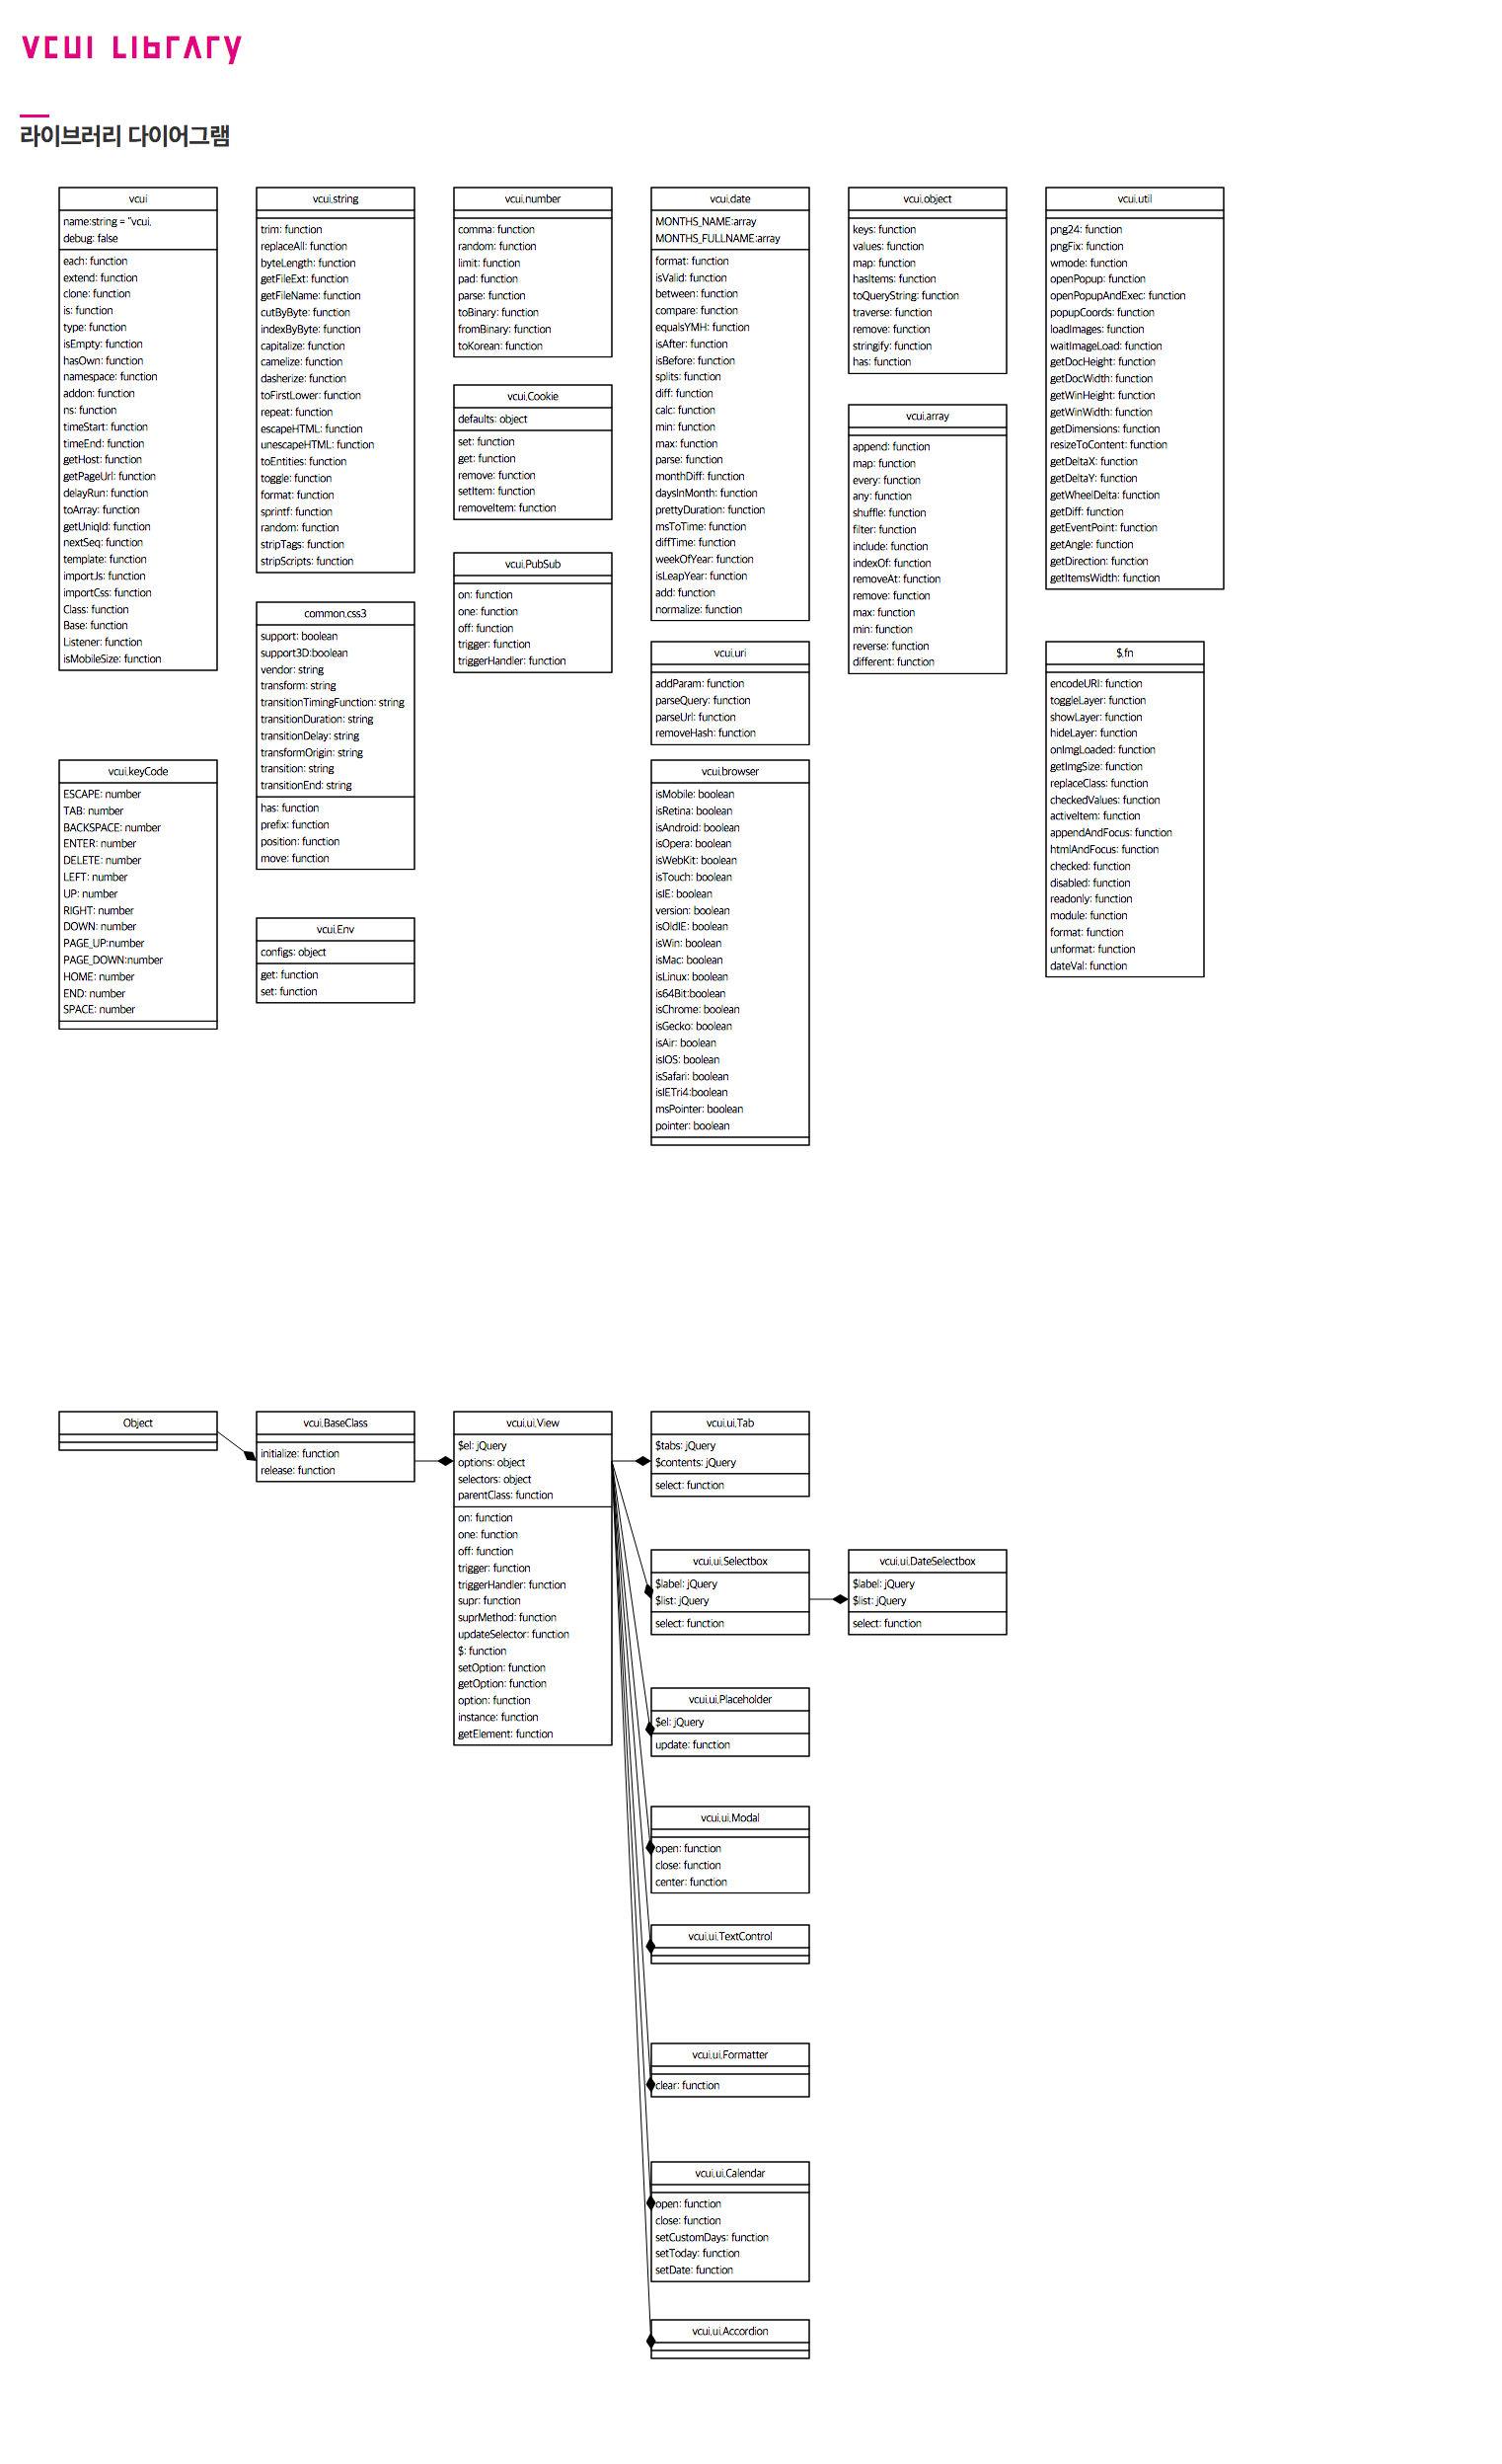 vcui Library
라이브러리 다이어그램
vcui
name:string = "vcui,
debug: false
each: function
extend: function
clone: function
is: function
type: function
isEmpty: function
hasOwn: function
namespace: function
addon: function
ns: function
timeStart: function
timeEnd: function
getHost: function
getPageUrl: function
delayRun: function
toArray: function
getUniqId: function
nextSeq: function
template: function
importJs: function
importCss: function
Class: function
Base: function
Listener: function
isMobileSize: function
vcui.keyCode
ESCAPE: number
TAB: number
BACKSPACE: number
ENTER: number
DELETE: number
LEFT: number
UP: number
RIGHT: number
DOWN: number
PAGE_UP:number
PAGE_DOWN:number
HOME: number
END: number
SPACE: number
vcui.string
trim: function
replaceAll: function
byteLength: function
getFileExt: function
getFileName: function
cutByByte: function
indexByByte: function
capitalize: function
camelize: function
dasherize: function
toFirstLower: function
repeat: function
escapeHTML: function
unescapeHTML: function
toEntities: function
toggle: function
format: function
sprintf: function
random: function
stripTags: function
stripScripts: function
common.css3
support: boolean
support3D:boolean
vendor: string
transform: string
transitionTimingFunction: string
transitionDuration: string
transitionDelay: string
transformOrigin: string
transition: string
transitionEnd: string
has: function
prefix: function
position: function
move: function
vcui.Env
configs: object
get: function
set: function
vcui.number
comma: function
random: function
limit: function
pad: function
parse: function
toBinary: function
fromBinary: function
toKorean: function
vcui.Cookie
defaults: object
set: function
get: function
remove: function
setItem: function
removeItem: function
vcui.PubSub
on: function
one: function
off: function
trigger: function
triggerHandler: function
vcui.date
MONTHS_NAME:array
MONTHS_FULLNAME:array
format: function
isValid: function
between: function
compare: function
equalsYMH: function
isAfter: function
isBefore: function
splits: function
diff: function
calc: function
min: function
max: function
parse: function
monthDiff: function
daysInMonth: function
prettyDuration: function
msToTime: function
diffTime: function
weekOfYear: function
isLeapYear: function
add: function
normalize: function
vcui.uri
addParam: function
parseQuery: function
parseUrl: function
removeHash: function
vcui.browser
isMobile: boolean
isRetina: boolean
isAndroid: boolean
isOpera: boolean
isWebKit: boolean
isTouch: boolean
isIE: boolean
version: boolean
isOldIE: boolean
isWin: boolean
isMac: boolean
isLinux: boolean
is64Bit:boolean
isChrome: boolean
isGecko: boolean
isAir: boolean
isIOS: boolean
isSafari: boolean
isIETri4:boolean
msPointer: boolean
pointer: boolean
vcui.object
keys: function
values: function
map: function
hasItems: function
toQueryString: function
traverse: function
remove: function
stringify: function
has: function
vcui.array
append: function
map: function
every: function
any: function
shuffle: function
filter: function
include: function
indexOf: function
removeAt: function
remove: function
max: function
min: function
reverse: function
different: function
vcui.util
png24: function
pngFix: function
wmode: function
openPopup: function
openPopupAndExec: function
popupCoords: function
loadImages: function
waitImageLoad: function
getDocHeight: function
getDocWidth: function
getWinHeight: function
getWinWidth: function
getDimensions: function
resizeToContent: function
getDeltaX: function
getDeltaY: function
getWheelDelta: function
getDiff: function
getEventPoint: function
getAngle: function
getDirection: function
getItemsWidth: function
$.fn
encodeURI: function
toggleLayer: function
showLayer: function
hideLayer: function
onImgLoaded: function
getImgSize: function
replaceClass: function
checkedValues: function
activeItem: function
appendAndFocus: function
htmlAndFocus: function
checked: function
disabled: function
readonly: function
module: function
format: function
unformat: function
dateVal: function
Object
vcui.BaseClass
initialize: function
release: function
vcui.ui.View
$el: jQuery
options: object
selectors: object
parentClass: function
on: function
one: function
off: function
trigger: function
triggerHandler: function
supr: function
suprMethod: function
updateSelector: function
$: function
setOption: function
getOption: function
option: function
instance: function
getElement: function
vcui.ui.Tab
$tabs: jQuery
$contents: jQuery
select: function
vcui.ui.Selectbox
$label: jQuery
$list: jQuery
select: function
vcui.ui.DateSelectbox
$label: jQuery
$list: jQuery
select: function
vcui.ui.Placeholder
$el: jQuery
update: function
vcui.ui.Modal
open: function
close: function
center: function
vcui.ui.TextControl
vcui.ui.Formatter
clear: function
vcui.ui.Calendar
open: function
close: function
setCustomDays: function
setToday: function
setDate: function
vcui.ui.Accordion